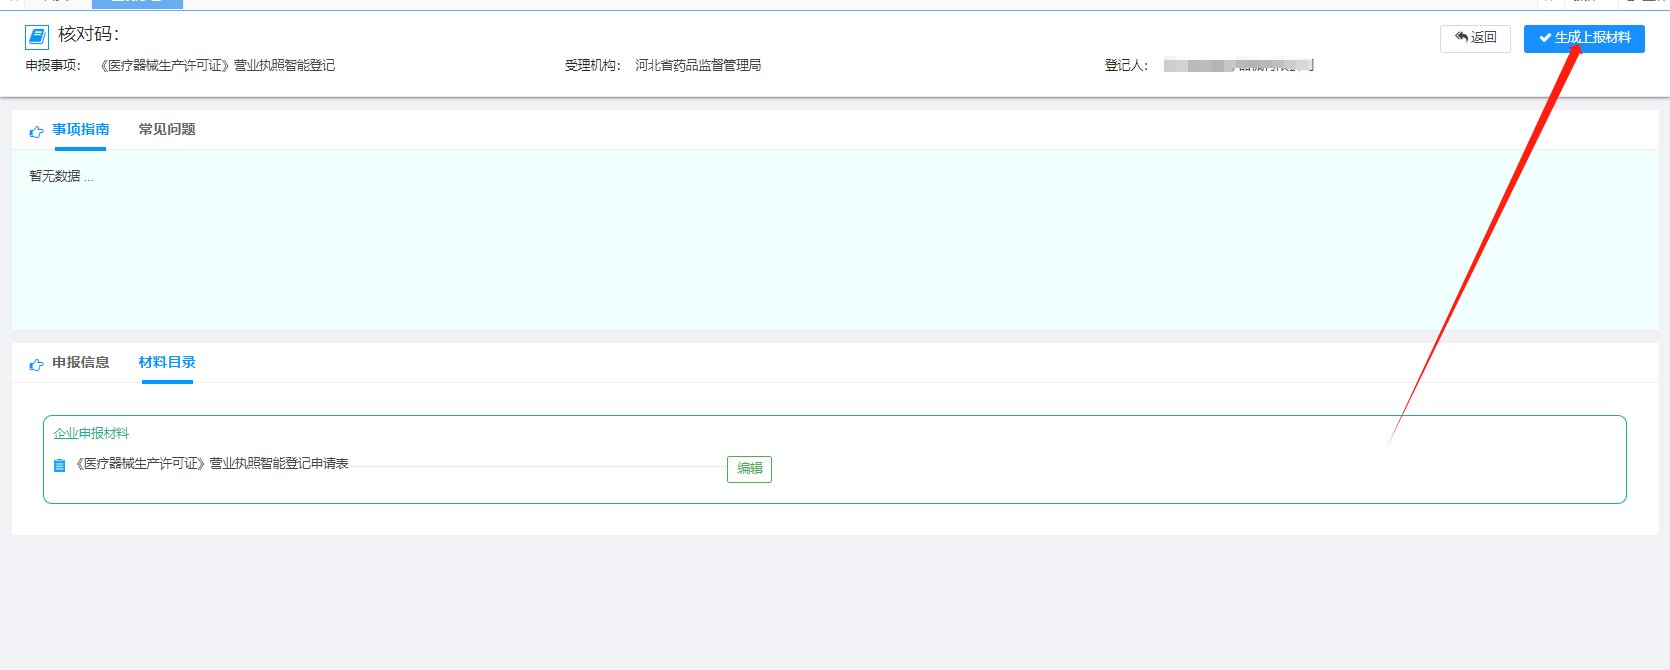 核对码：
返回
生成上报材料
申报事项： 《医疗器械生产许可证》营业执照智能登记
受理机构： 河北省药品监督管理局
登记人：
事项指南 常见问题
暂无数据 ...
申报信息 材料目录
企业申报材料
《医疗器械生产许可证》营业执照智能登记申请表
编辑